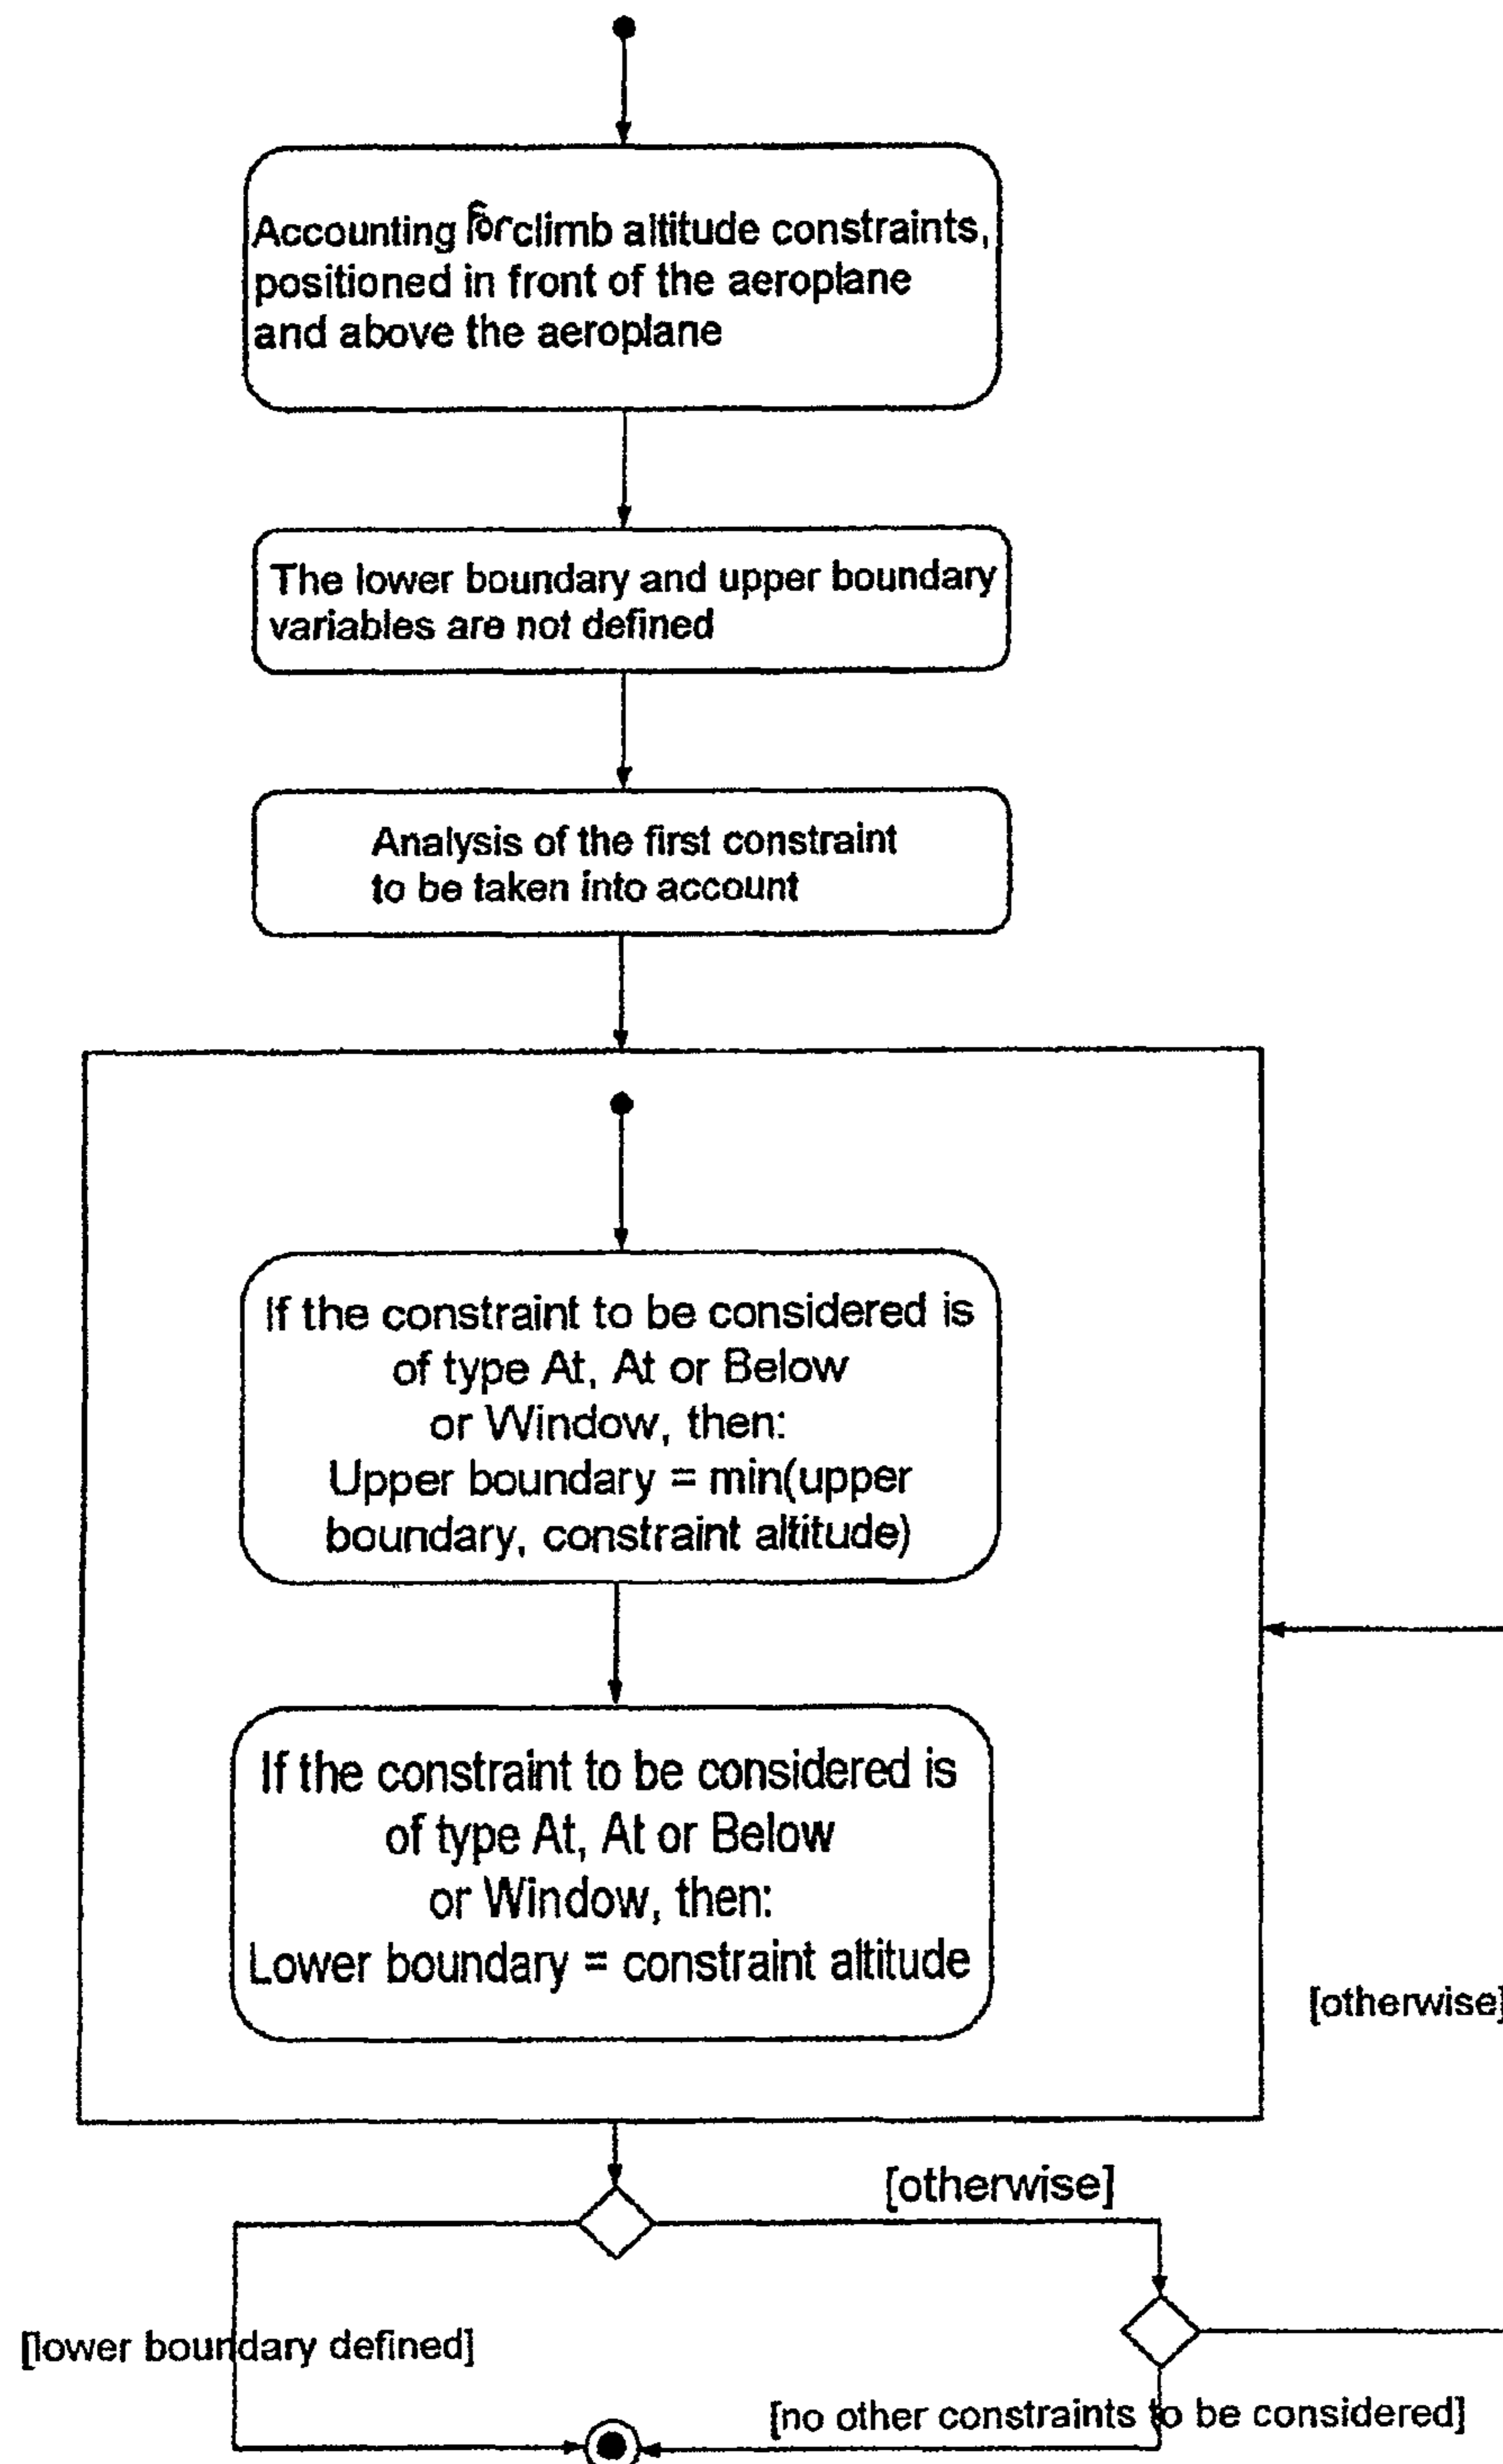 Accounting for climb altitude constraints,
positioned in front of the aeroplane
and above the aeroplane
The lower boundary and upper boundary
variables are not defined
Analysis of the first constraint
to be taken into account
If the constraint to be considered is
of type At, At or Below
or Window, then:
Upper boundary = min(upper
boundary, constraint altitude)
If the constraint to be considered is
of type At, At or Below
or Window, then:
Lower boundary = constraint altitude
[otherwise]
[otherwise]
[lower boundary defined]
[no other constraints to be considered]